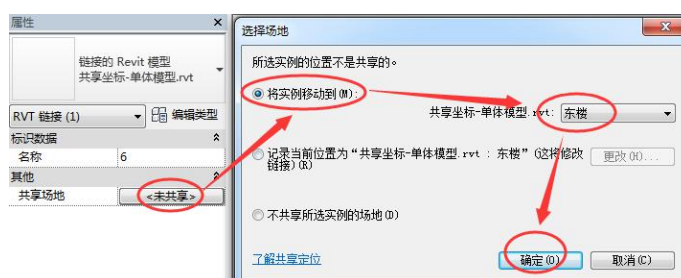 属性
链接的 Revit 模型
共享坐标-单体模型.rvt
RVT 链接 (1)
编辑类型
标识数据
名称 6
其他
共享场地 <未共享>
选择场地
所选实例的位置不是共享的。
将实例移动到(M):
共享坐标-单体模型.rvt: 东楼
记录当前位置为“共享坐标-单体模型.rvt : 东楼”(这将修改
链接)(R)
更改(H)...
不共享所选实例的场地(D)
了解共享定位
确定(O) 取消(C)